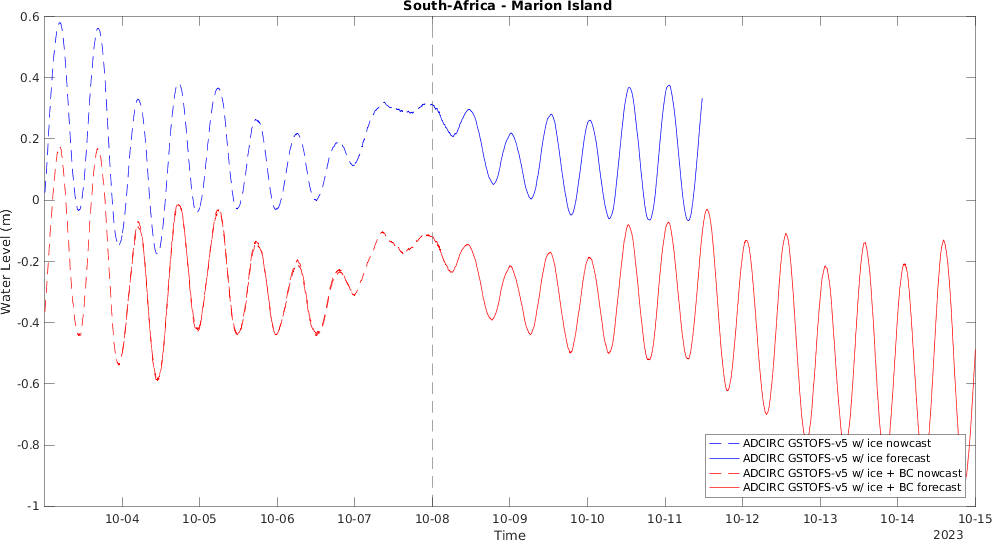 South-Africa - Marion Island
Water Level (m)
0.6
0.4
0.2
0
-0.2
-0.4
-0.6
-0.8
-1
ADCIRC GSTOFS-v5 w/ ice nowcast
ADCIRC GSTOFS-v5 w/ ice forecast
ADCIRC GSTOFS-v5 w/ ice + BC nowcast
ADCIRC GSTOFS-v5 w/ ice + BC forecast
10-04 10-05 10-06 10-07 10-08 10-09 10-10 10-11 10-12 10-13 10-14 10-15
Time
2023